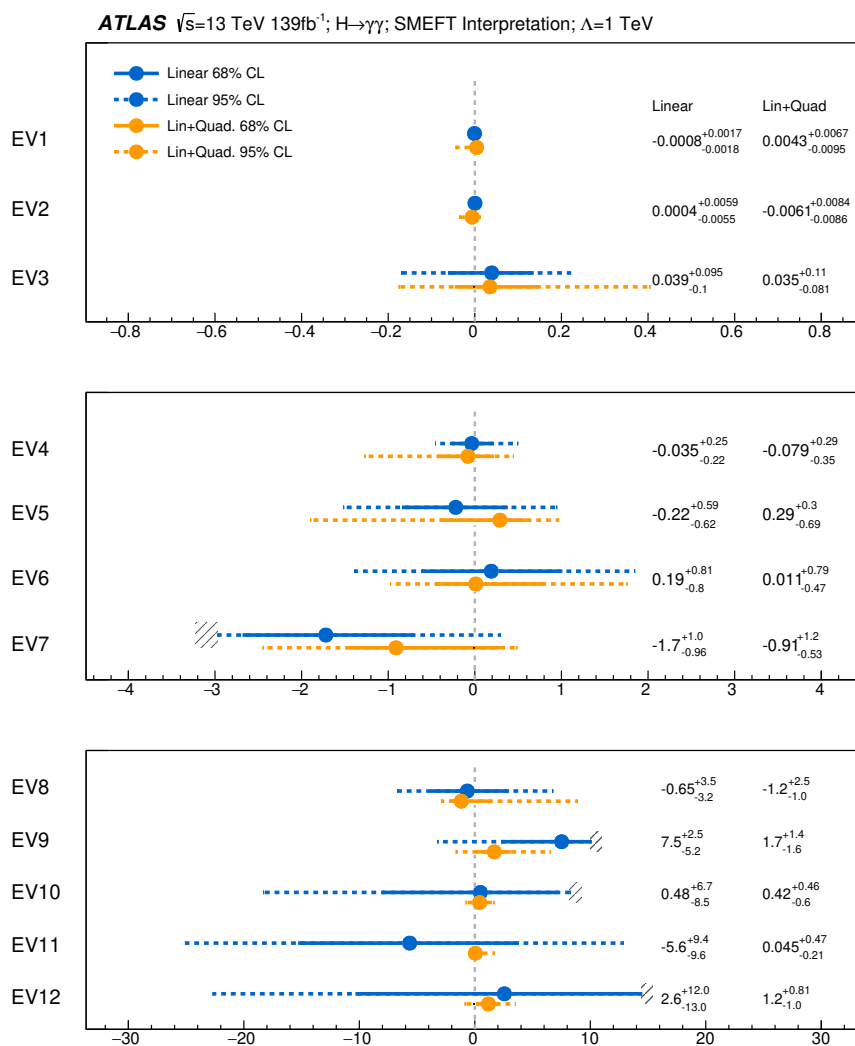 ATLAS √s=13 TeV 139fb⁻¹; H→γγ; SMEFT Interpretation; Λ=1 TeV
Linear 68% CL
Linear 95% CL
Lin+Quad. 68% CL
Lin+Quad. 95% CL
Linear Lin+Quad
EV1 -0.0008 +0.0017 -0.0018 0.0043 +0.0067 -0.0095
EV2 0.0004 +0.0059 -0.0055 -0.0061 +0.0084 -0.0086
EV3 0.039 +0.095 -0.1 0.035 +0.11 -0.081
−0.8 −0.6 −0.4 −0.2 0 0.2 0.4 0.6 0.8
EV4 -0.035 +0.25 -0.22 -0.079 +0.29 -0.35
EV5 -0.22 +0.59 -0.62 0.29 +0.3 -0.69
EV6 0.19 +0.81 -0.8 0.011 +0.79 -0.47
EV7 -1.7 +1.0 -0.96 -0.91 +1.2 -0.53
−4 −3 −2 −1 0 1 2 3 4
EV8 -0.65 +3.5 -3.2 -1.2 +2.5 -1.0
EV9 7.5 +2.5 -5.2 1.7 +1.4 -1.6
EV10 0.48 +6.7 -8.5 0.42 +0.46 -0.6
EV11 -5.6 +9.4 -9.6 0.045 +0.47 -0.21
EV12 2.6 +12.0 -13.0 1.2 +0.81 -1.0
−30 −20 −10 0 10 20 30